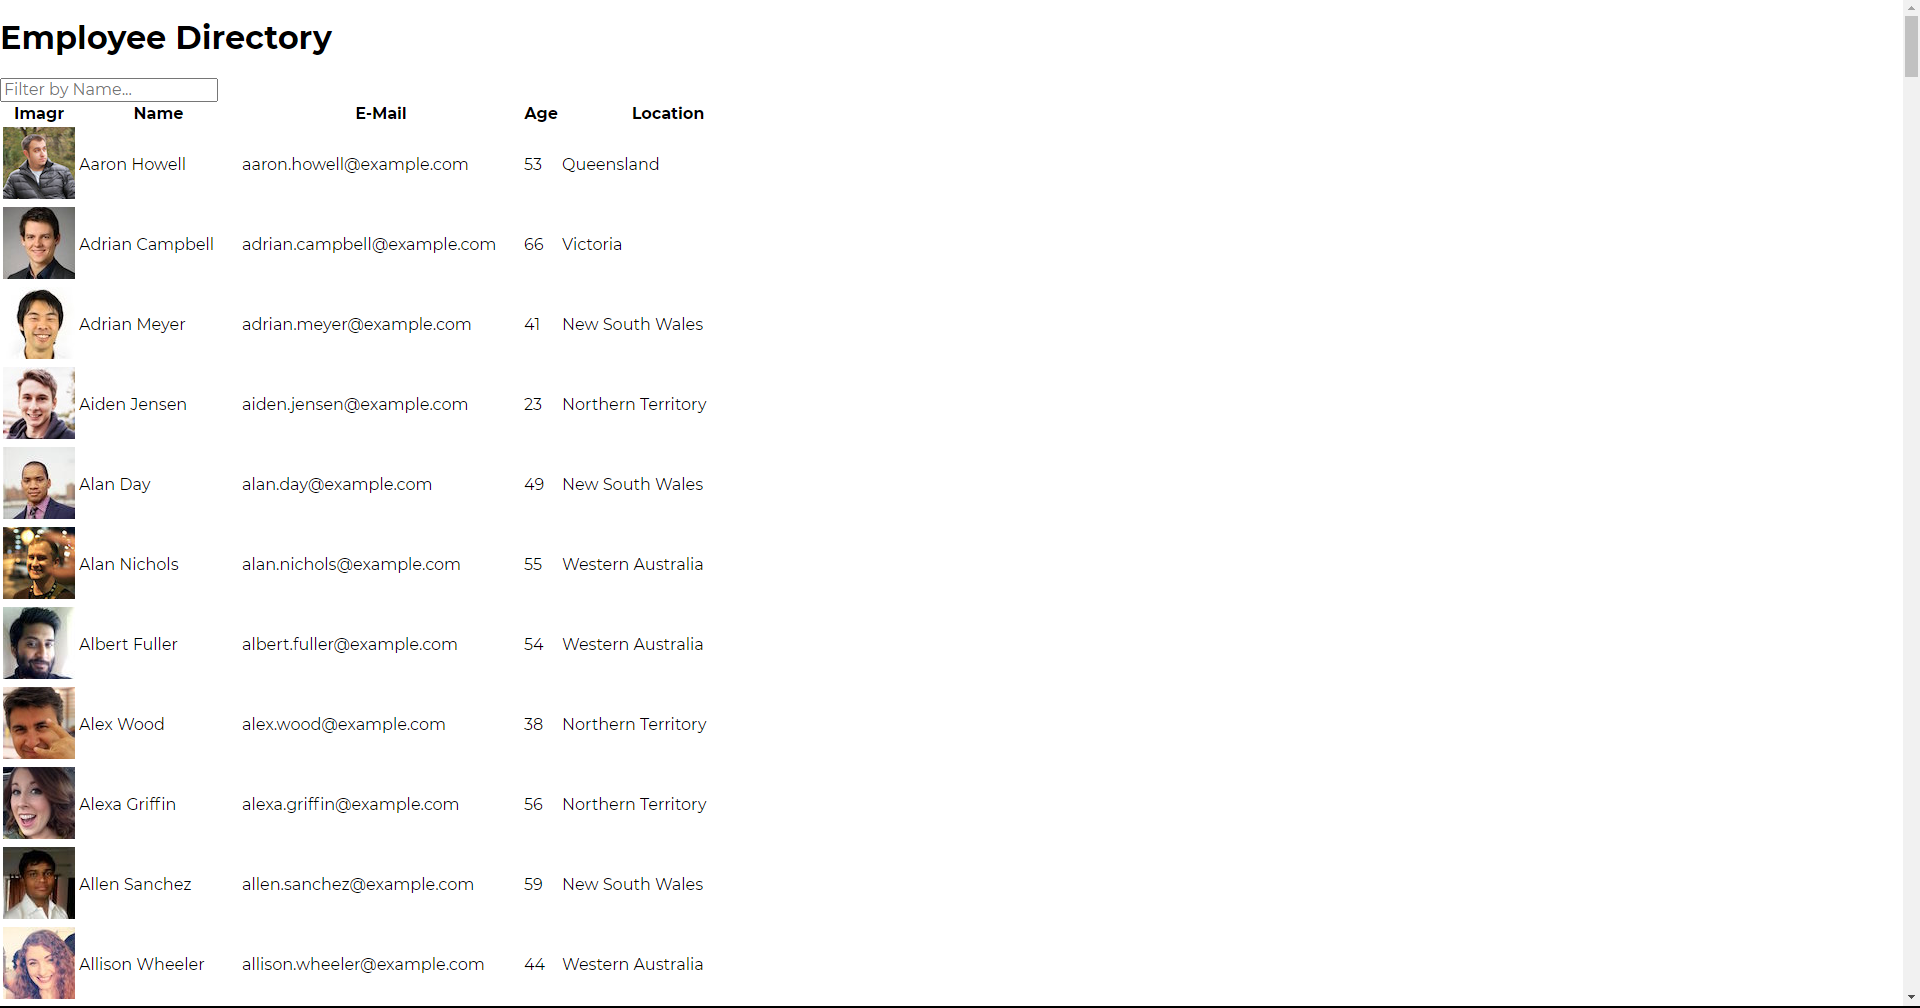 Employee Directory
Filter by Name...
Imagr Name E-Mail Age Location
Aaron Howell aaron.howell@example.com 53 Queensland
Adrian Campbell adrian.campbell@example.com 66 Victoria
Adrian Meyer adrian.meyer@example.com 41 New South Wales
Aiden Jensen aiden.jensen@example.com 23 Northern Territory
Alan Day alan.day@example.com 49 New South Wales
Alan Nichols alan.nichols@example.com 55 Western Australia
Albert Fuller albert.fuller@example.com 54 Western Australia
Alex Wood alex.wood@example.com 38 Northern Territory
Alexa Griffin alexa.griffin@example.com 56 Northern Territory
Allen Sanchez allen.sanchez@example.com 59 New South Wales
Allison Wheeler allison.wheeler@example.com 44 Western Australia